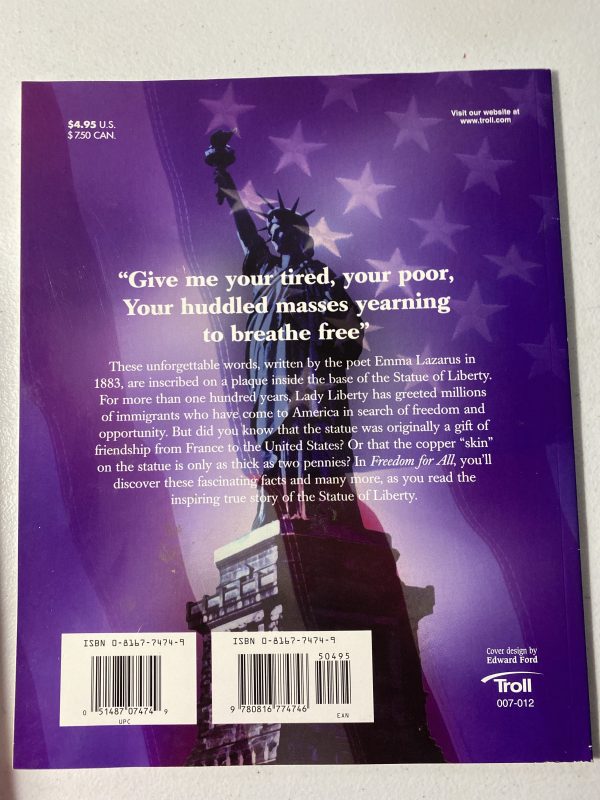 $4.95 U.S.
$7.50 CAN.
Visit our website at
www.troll.com
“Give me your tired, your poor,
Your huddled masses yearning
to breathe free”
These unforgettable words, written by the poet Emma Lazarus in
1883, are inscribed on a plaque inside the base of the Statue of Liberty.
For more than one hundred years, Lady Liberty has greeted millions
of immigrants who have come to America in search of freedom and
opportunity. But did you know that the statue was originally a gift of
friendship from France to the United States? Or that the copper “skin”
on the statue is only as thick as two pennies? In Freedom for All, you’ll
discover these fascinating facts and many more, as you read the
inspiring true story of the Statue of Liberty.
ISBN 0-8167-7474-9
0 51487 07474 9
UPC
ISBN 0-8167-7474-9
50495
9 780816 774746
EAN
Cover design by
Edward Ford
Troll
007-012